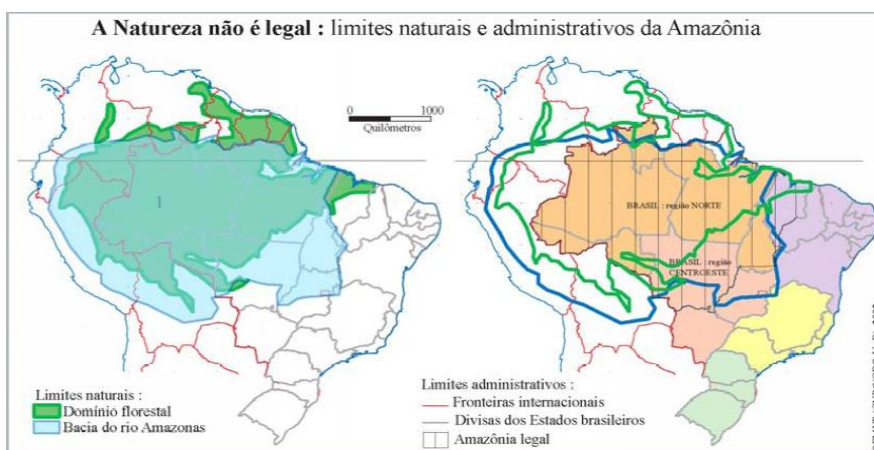 A Natureza não é legal : limites naturais e administrativos da Amazônia
0 1000
Quilômetros
1
Limites naturais :
Domínio florestal
Bacia do rio Amazonas
BRASIL : região NORTE
BRASIL : região
CENTROESTE
Limites administrativos :
Fronteiras internacionais
Divisas dos Estados brasileiros
Amazônia legal